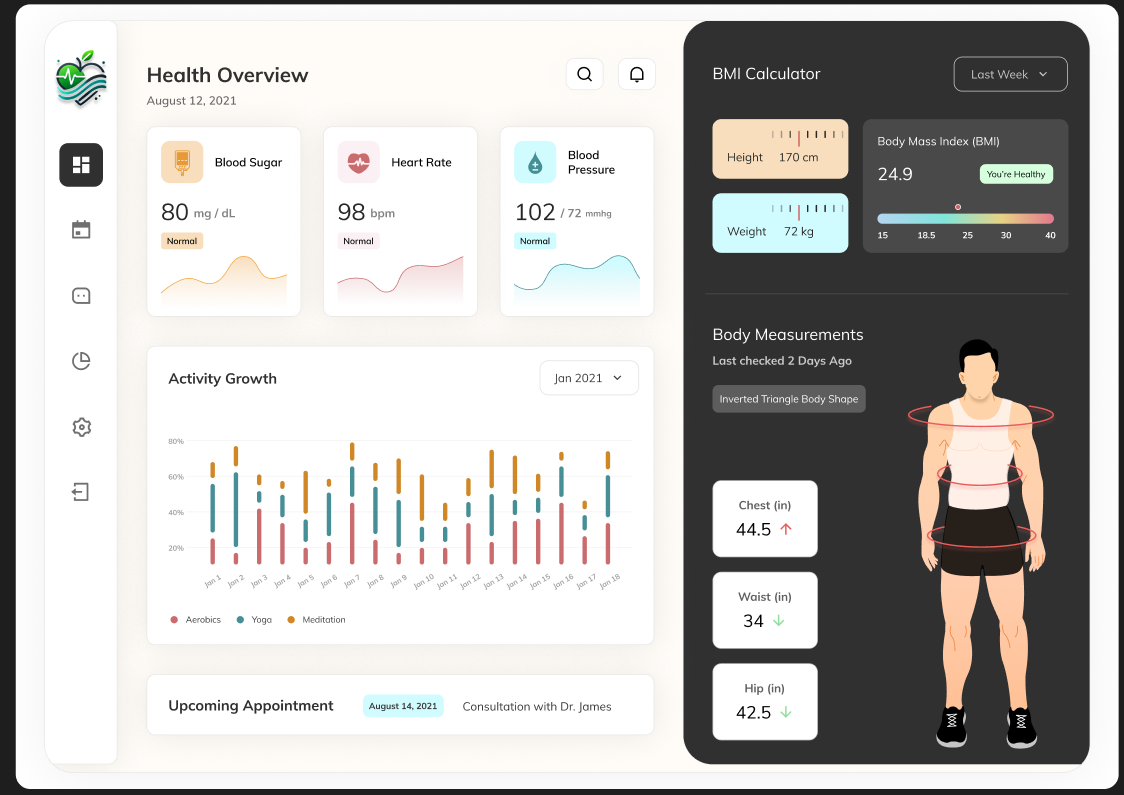 Health Overview
August 12, 2021
Blood Sugar
80 mg / dL
Normal
Heart Rate
98 bpm
Normal
Blood
Pressure
102 / 72 mmhg
Normal
Activity Growth
Jan 2021
80%
60%
40%
20%
Jan 1 Jan 2 Jan 3 Jan 4 Jan 5 Jan 6 Jan 7 Jan 8 Jan 9 Jan 10 Jan 11 Jan 12 Jan 13 Jan 14 Jan 15 Jan 16 Jan 17 Jan 18
Aerobics Yoga Meditation
Upcoming Appointment August 14, 2021 Consultation with Dr. James
BMI Calculator
Last Week
Height 170 cm
Weight 72 kg
Body Mass Index (BMI)
24.9 You're Healthy
15 18.5 25 30 40
Body Measurements
Last checked 2 Days Ago
Inverted Triangle Body Shape
Chest (in)
44.5
Waist (in)
34
Hip (in)
42.5